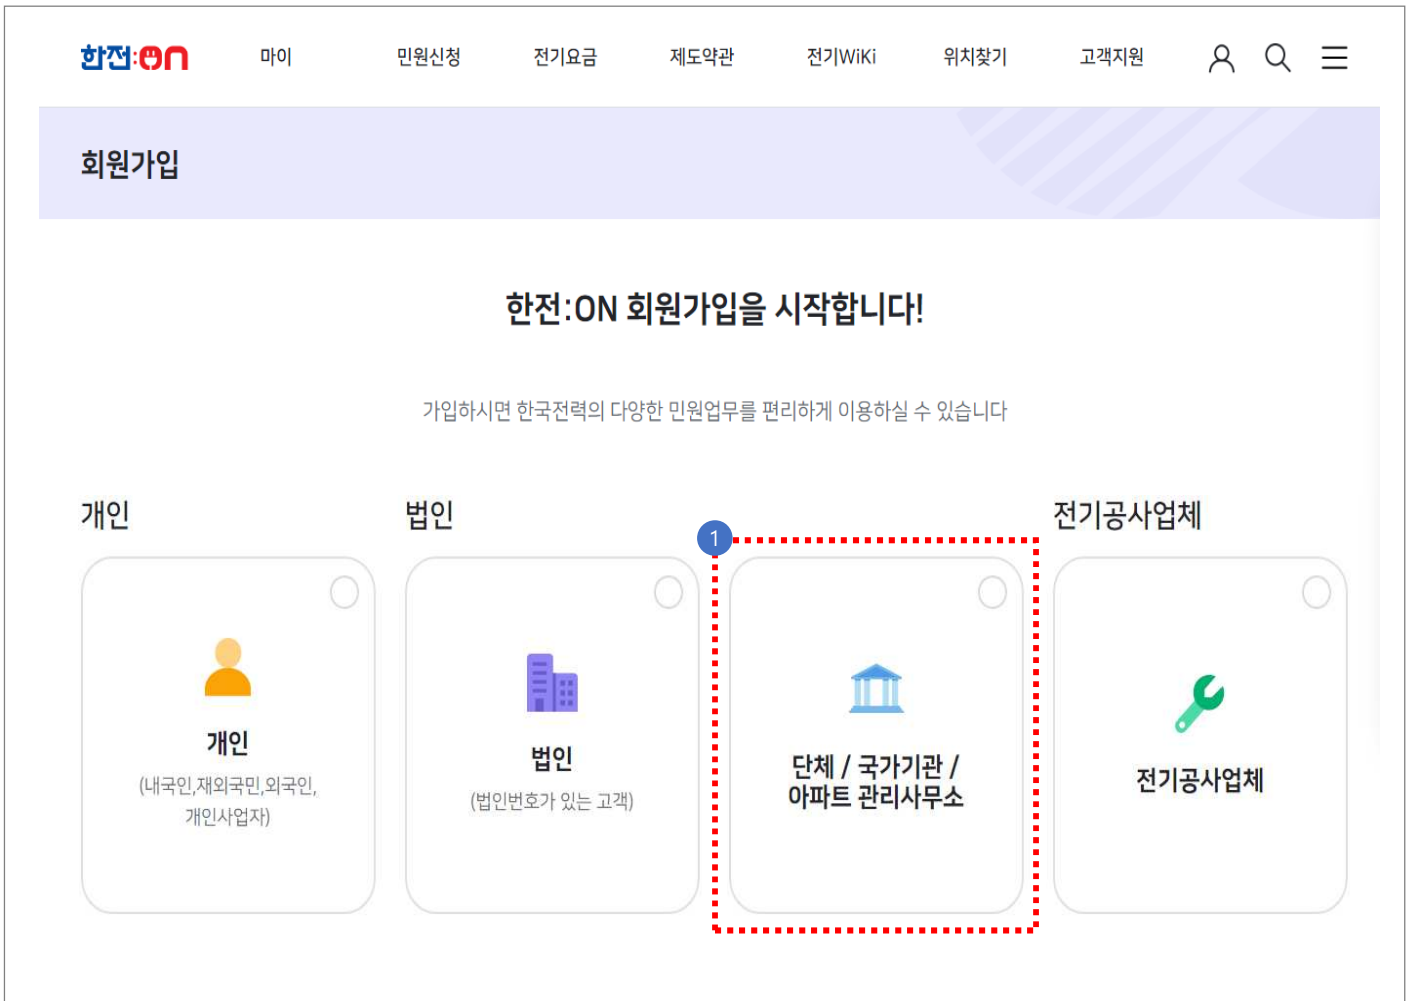 한전:ON 마이 민원신청 전기요금 제도약관 전기WiKi 위치찾기 고객지원
회원가입
한전:ON 회원가입을 시작합니다!
가입하시면 한국전력의 다양한 민원업무를 편리하게 이용하실 수 있습니다
개인 법인 전기공사업체
1
개인
(내국인,재외국민,외국인,
개인사업자)
법인
(법인번호가 있는 고객)
단체 / 국가기관 /
아파트 관리사무소
전기공사업체